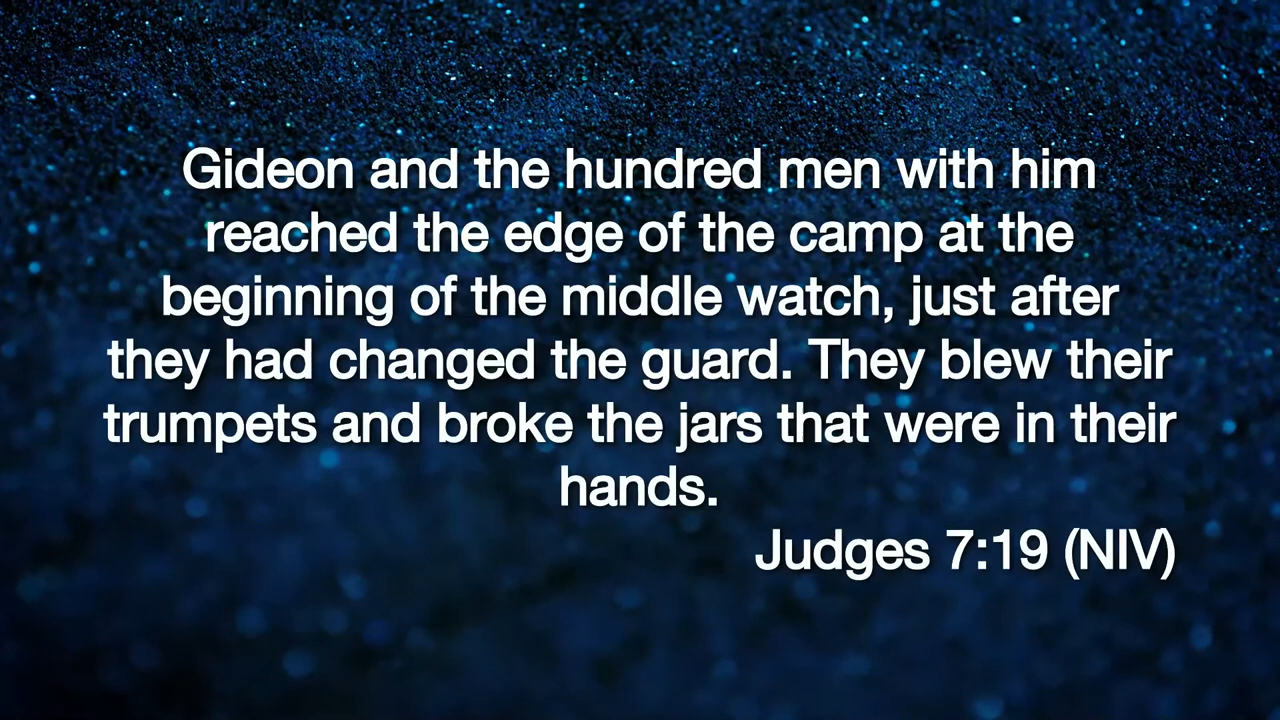 Gideon and the hundred men with him
reached the edge of the camp at the
beginning of the middle watch, just after
they had changed the guard. They blew their
trumpets and broke the jars that were in their
hands.
Judges 7:19 (NIV)